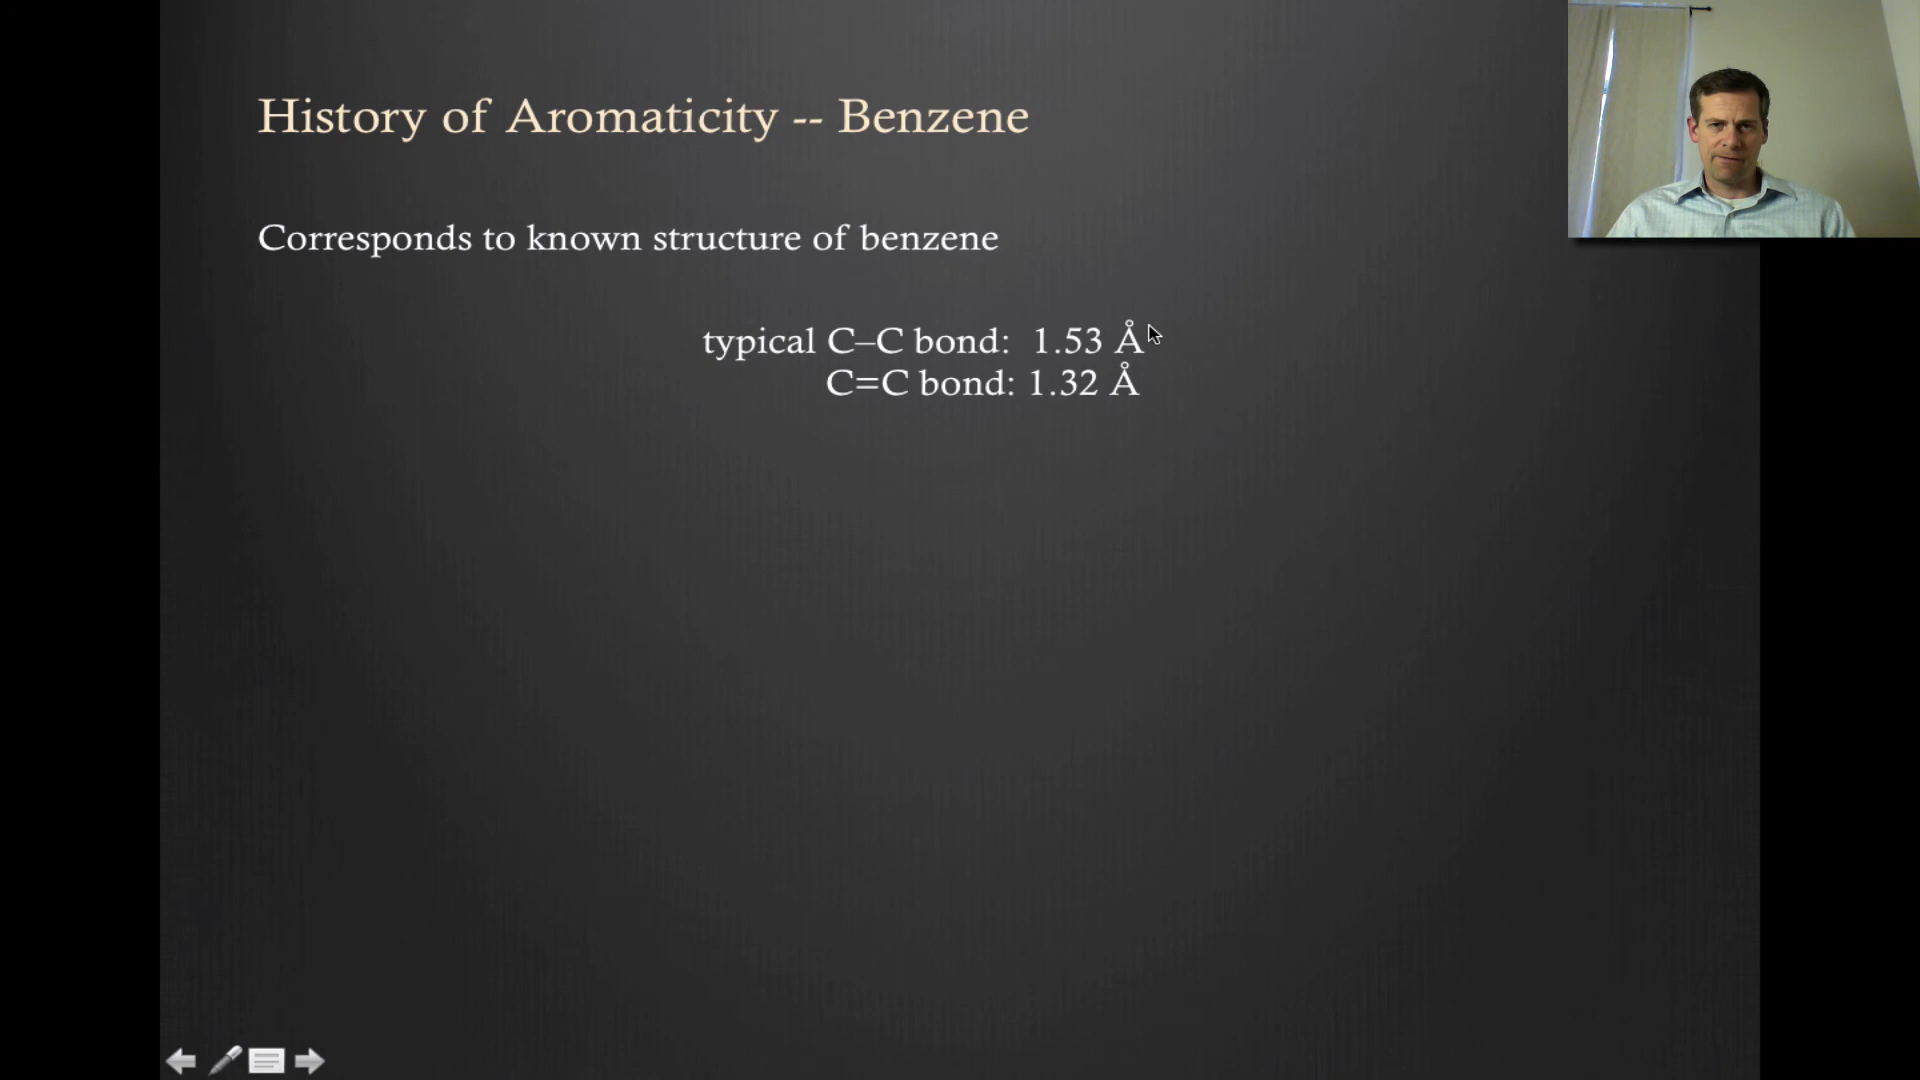 History of Aromaticity -- Benzene
Corresponds to known structure of benzene
typical C–C bond: 1.53 Å
C=C bond: 1.32 Å